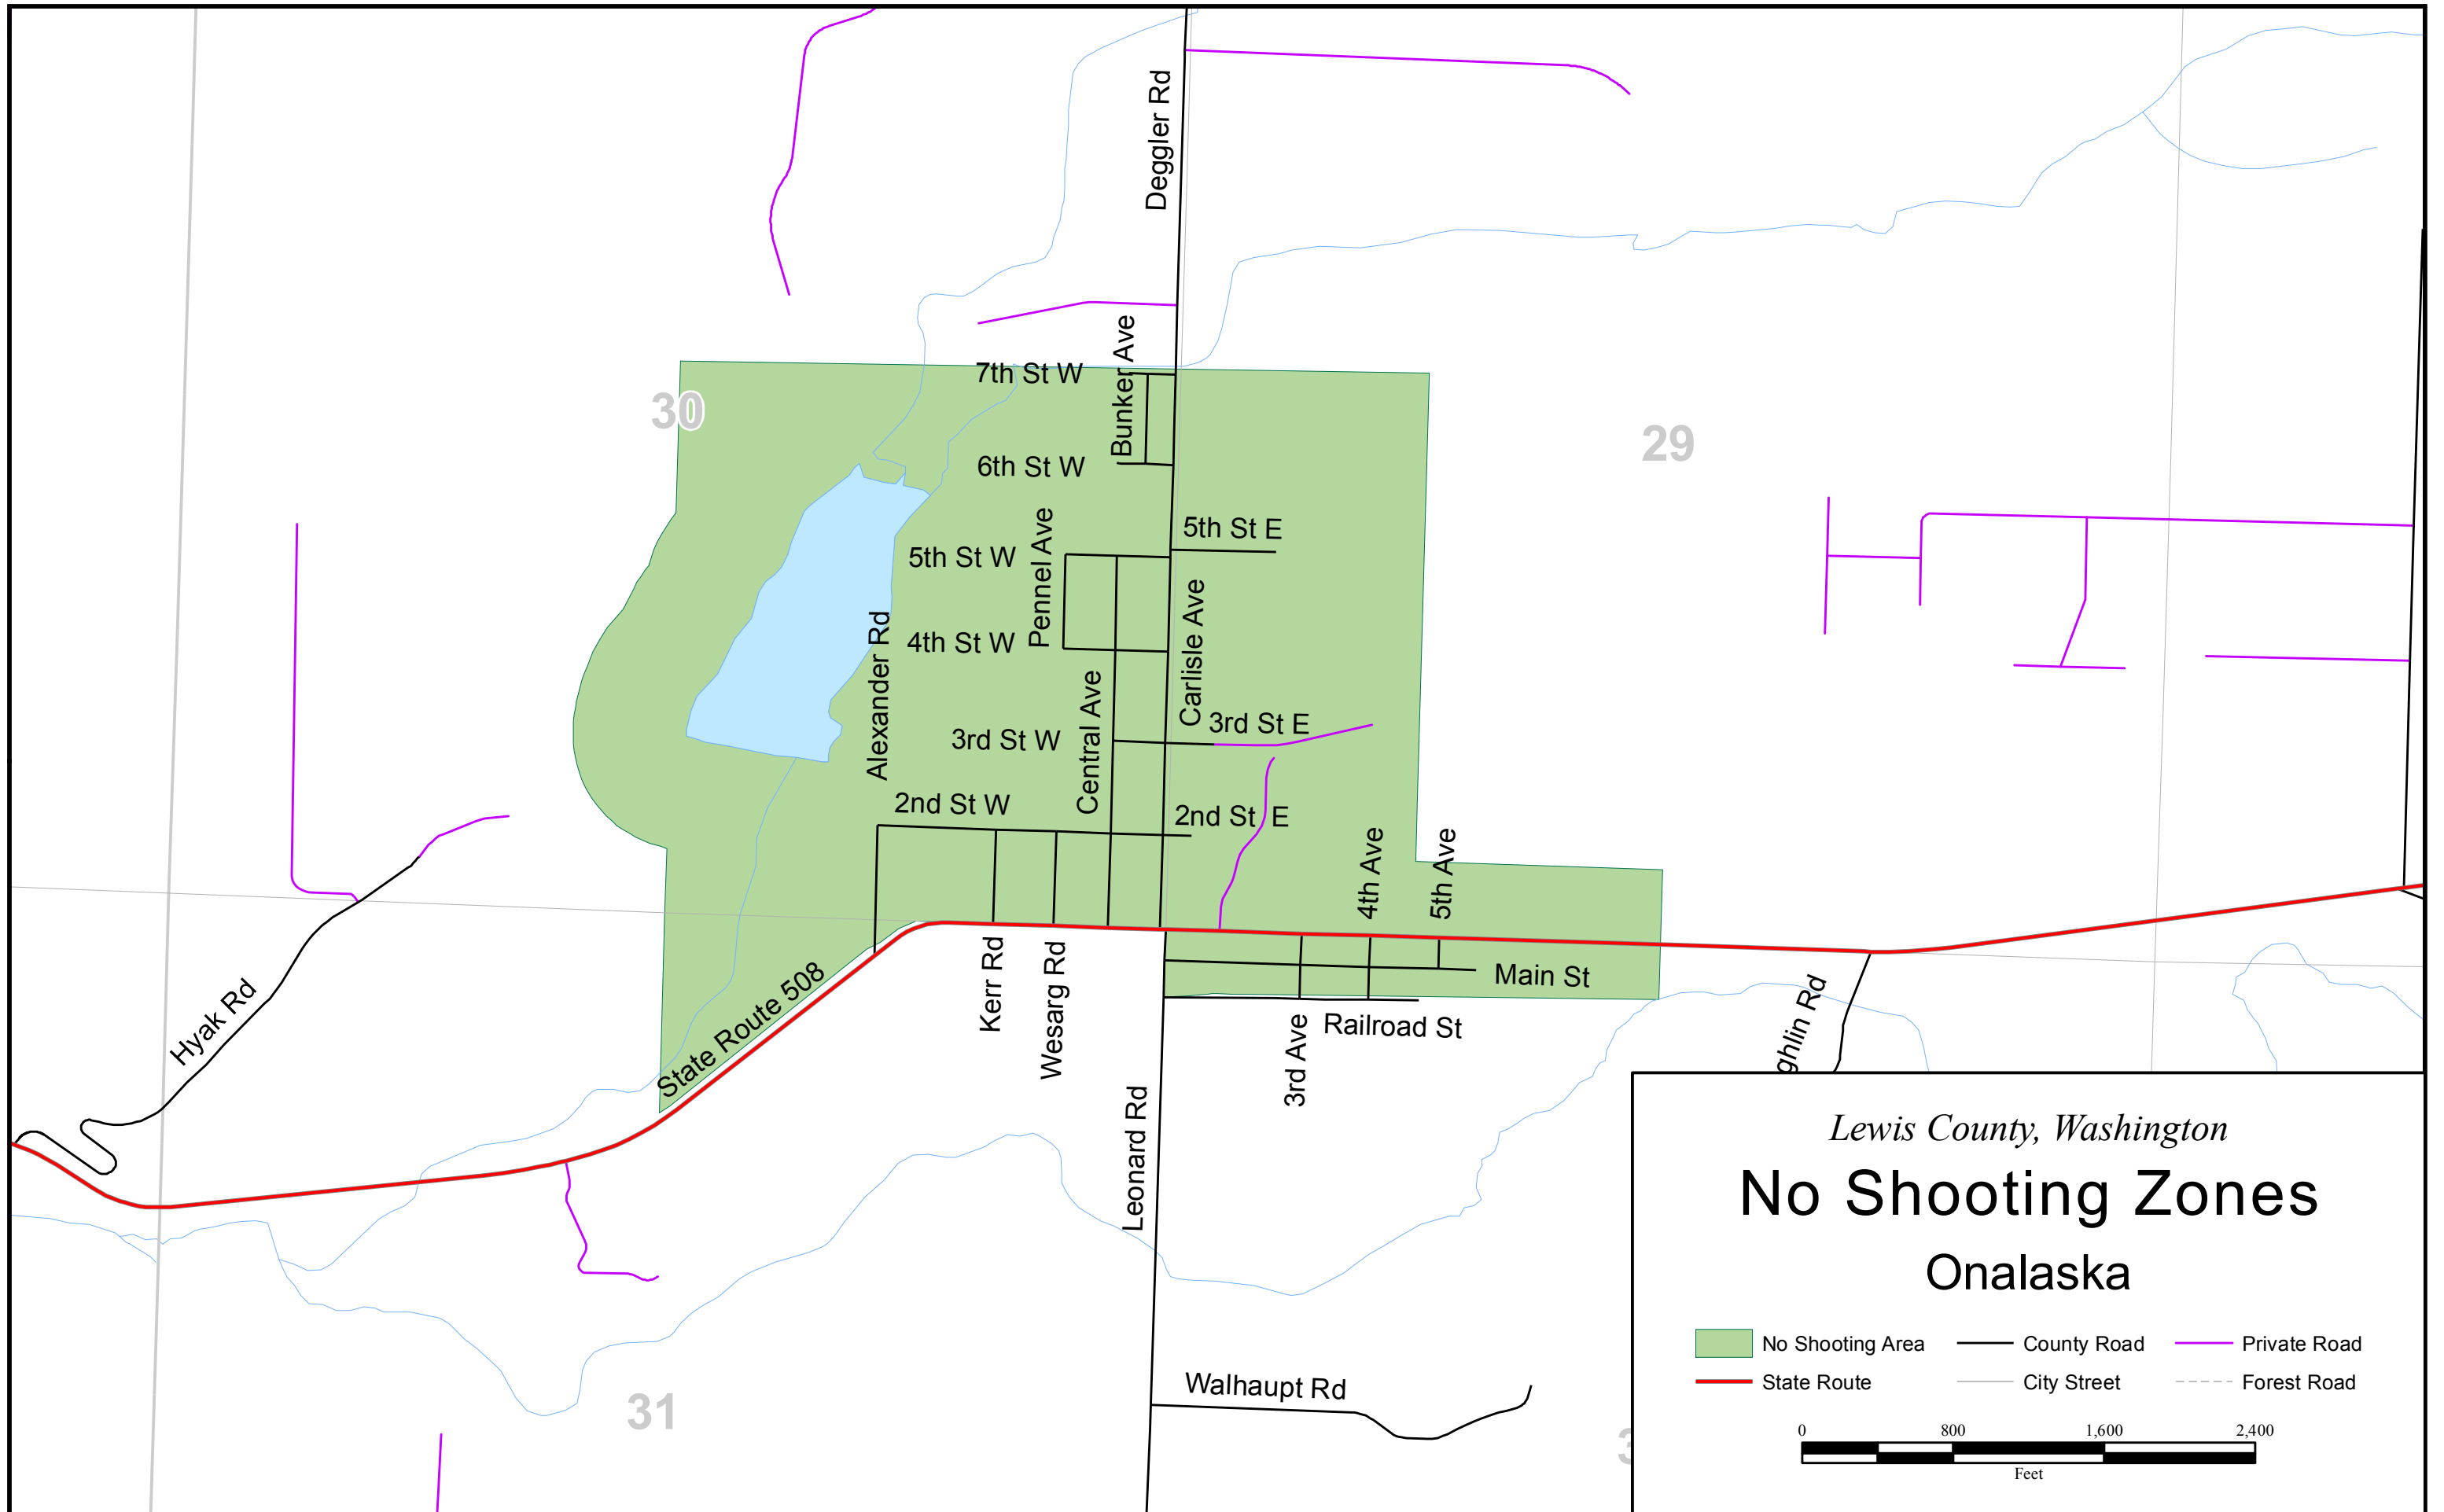 Deggler Rd
Bunker Ave
7th St W
30
29
6th St W
5th St E
5th St W
Pennel Ave
Carlisle Ave
4th St W
Alexander Rd
Central Ave
3rd St E
3rd St W
2nd St W
2nd St E
4th Ave
5th Ave
Kerr Rd
Wesarg Rd
State Route 508
Hyak Rd
Main St
Railroad St
3rd Ave
ghlin Rd
Leonard Rd
Walhaupt Rd
31
Lewis County, Washington
No Shooting Zones
Onalaska
No Shooting Area
County Road
Private Road
State Route
City Street
Forest Road
0 800 1,600 2,400
Feet